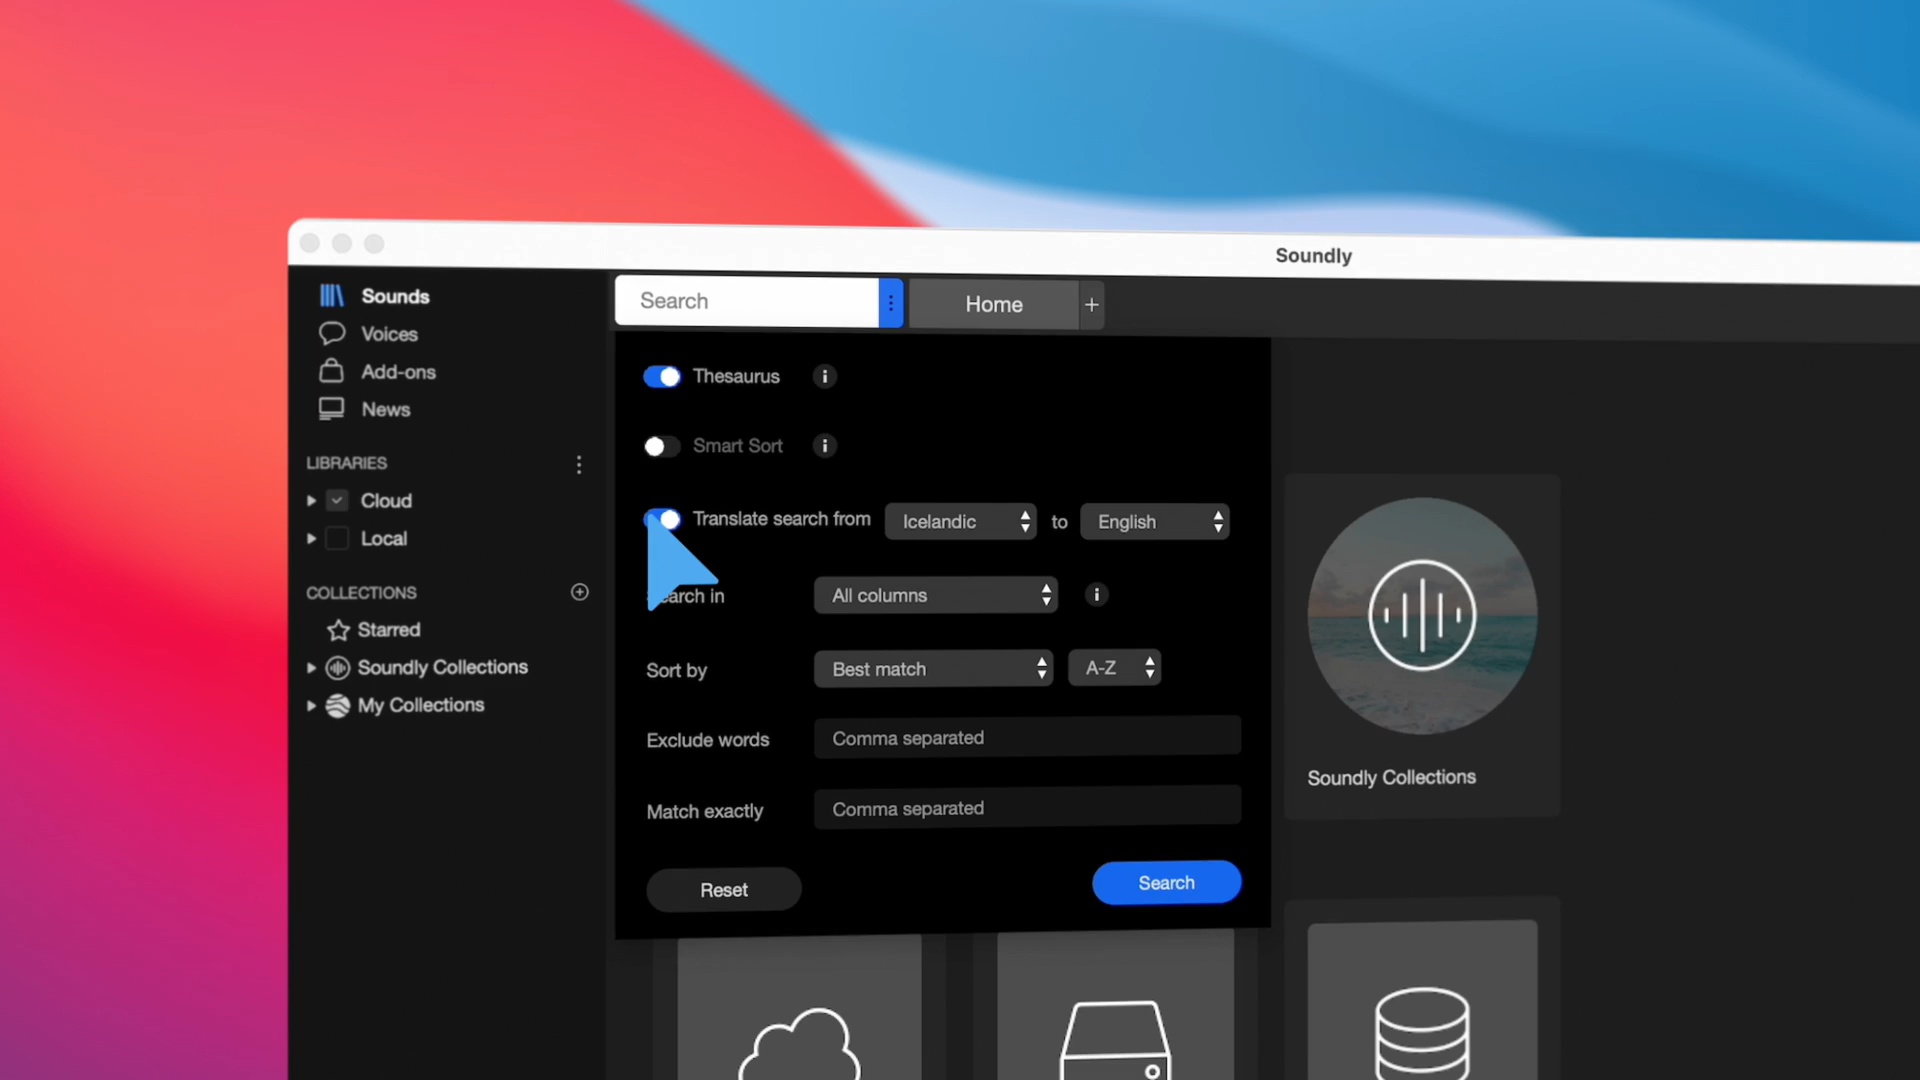 Soundly
Sounds
Voices
Add-ons
News
LIBRARIES
Cloud
Local
COLLECTIONS
Starred
Soundly Collections
My Collections
Search
Home
+
Thesaurus i
Smart Sort i
Translate search from Icelandic to English
arch in All columns i
Sort by Best match A-Z
Exclude words Comma separated
Match exactly Comma separated
Reset
Search
Soundly Collections